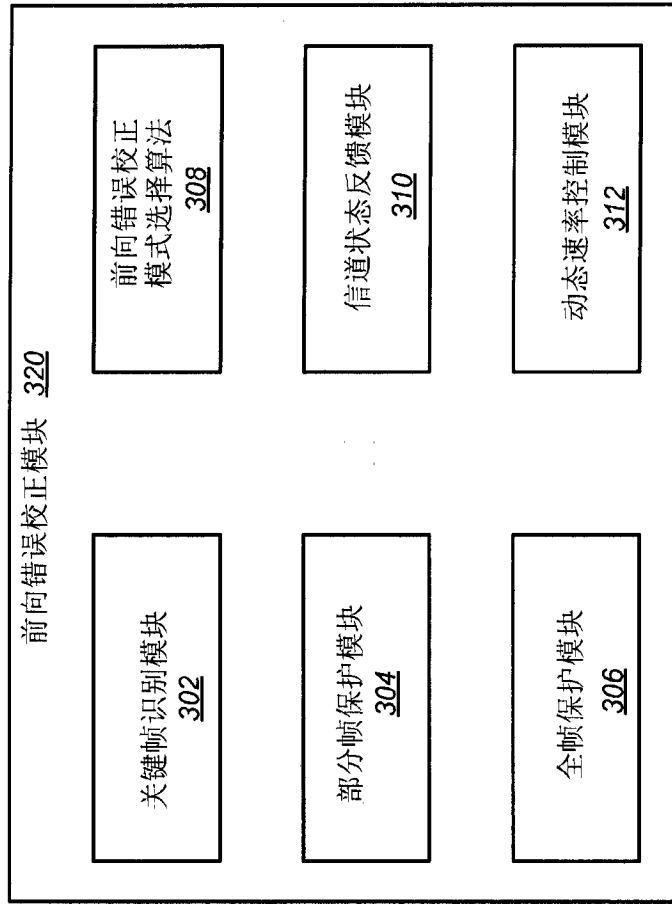 前向错误校正模块 320
关键帧识别模块
302
部分帧保护模块
304
全帧保护模块
306
前向错误校正
模式选择算法
308
信道状态反馈模块
310
动态速率控制模块
312